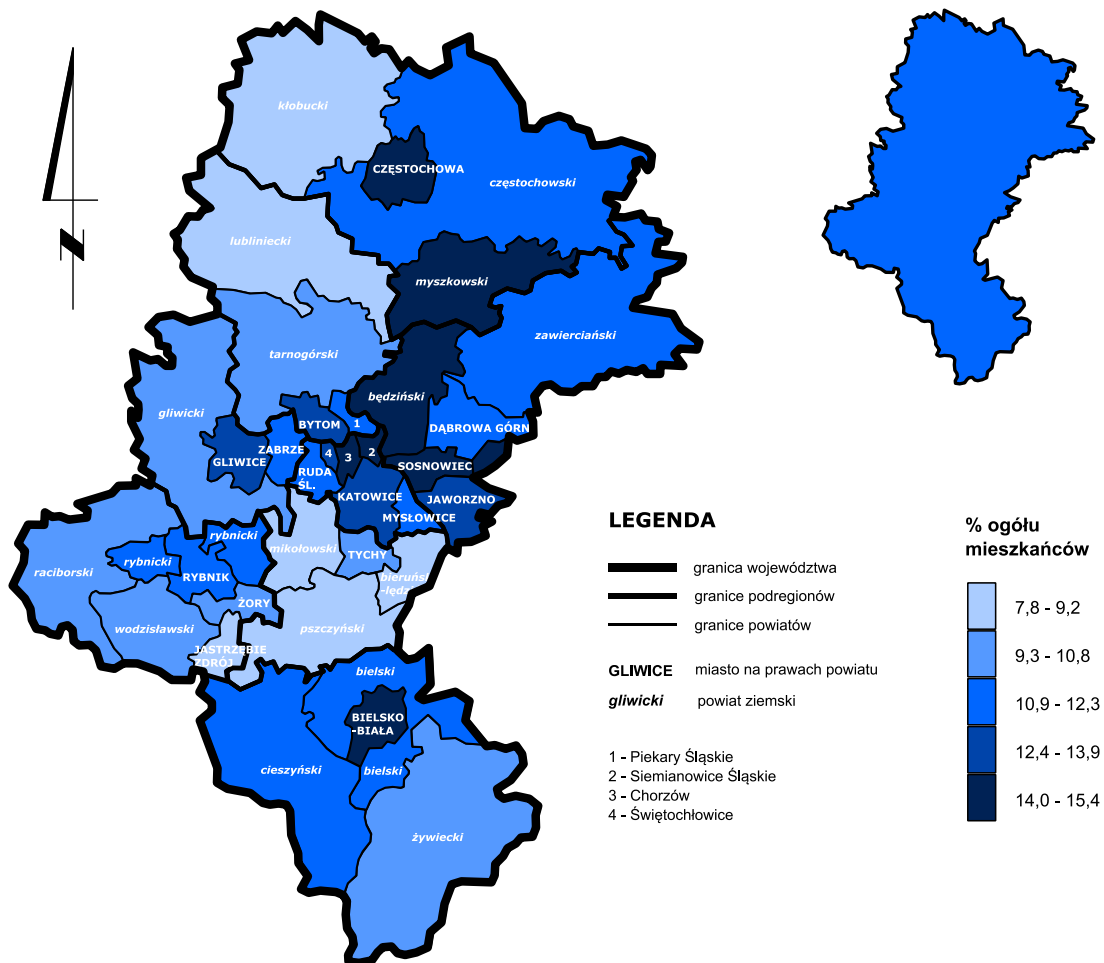 kłobucki
CZĘSTOCHOWA
częstochowski
lubliniecki
myszkowski
zawierciański
tarnogórski
będziński
gliwicki
BYTOM
1
DĄBROWA GÓRN
ZABRZE
GLIWICE
4
3
2
SOSNOWIEC
RUDA
ŚL.
KATOWICE
JAWORZNO
MYSŁOWICE
rybnicki
mikołowski
TYCHY
raciborski
rybnicki
RYBNIK
bieruńsk
-lędz
ŻORY
wodzisławski
pszczyński
JASTRZĘBIE
ZDRÓJ
bielski
BIELSKO
-BIAŁA
cieszyński
bielski
żywiecki
N
LEGENDA
granica województwa
granice podregionów
granice powiatów
GLIWICE miasto na prawach powiatu
gliwicki powiat ziemski
1 - Piekary Śląskie
2 - Siemianowice Śląskie
3 - Chorzów
4 - Świętochłowice
% ogółu
mieszkańców
7,8 - 9,2
9,3 - 10,8
10,9 - 12,3
12,4 - 13,9
14,0 - 15,4